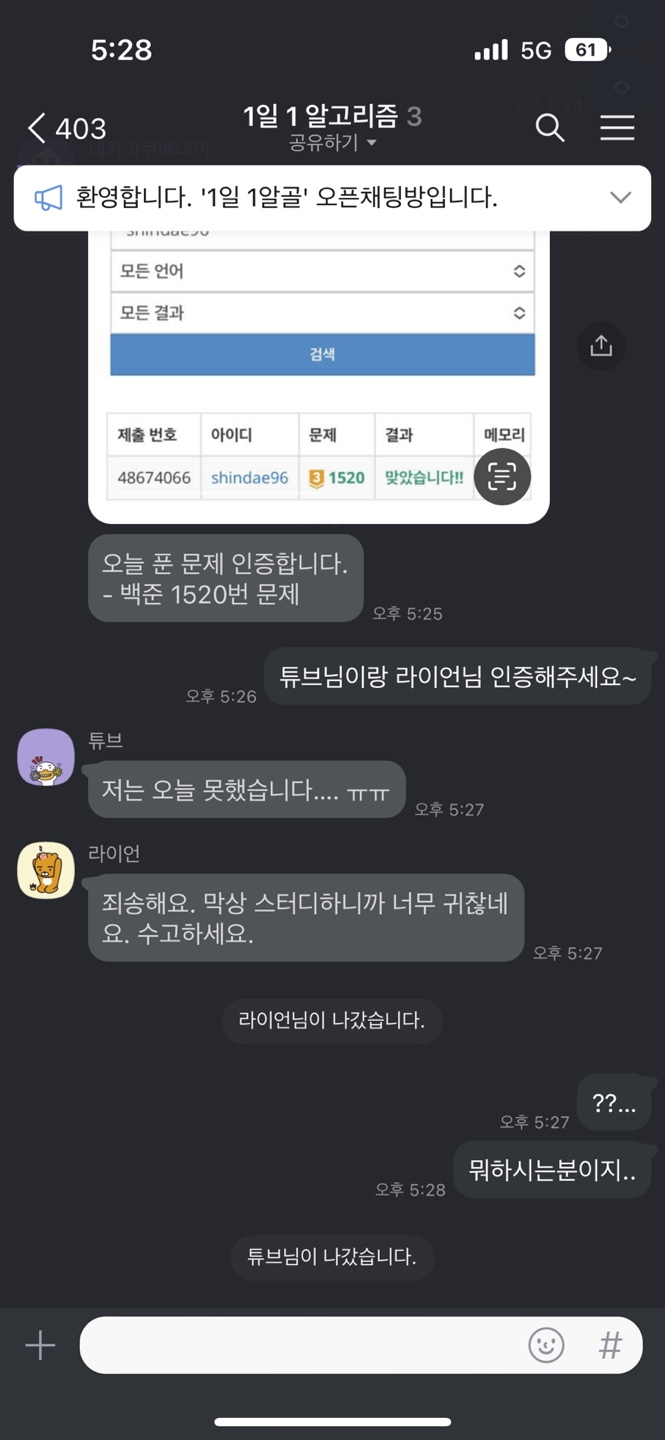 5:28
5G 61
403
1일 1 알고리즘 3
공유하기
환영합니다. '1일 1알골' 오픈채팅방입니다.
shindae96
모든 언어
모든 결과
검색
제출 번호 아이디 문제 결과 메모리
48674066 shindae96 3 1520 맞았습니다!!
오늘 푼 문제 인증합니다.
- 백준 1520번 문제
오후 5:25
튜브님이랑 라이언님 인증해주세요~
오후 5:26
튜브
저는 오늘 못했습니다.... ㅠㅠ
오후 5:27
라이언
죄송해요. 막상 스터디하니까 너무 귀찮네
요. 수고하세요.
오후 5:27
라이언님이 나갔습니다.
??...
오후 5:27
뭐하시는분이지..
오후 5:28
튜브님이 나갔습니다.
#